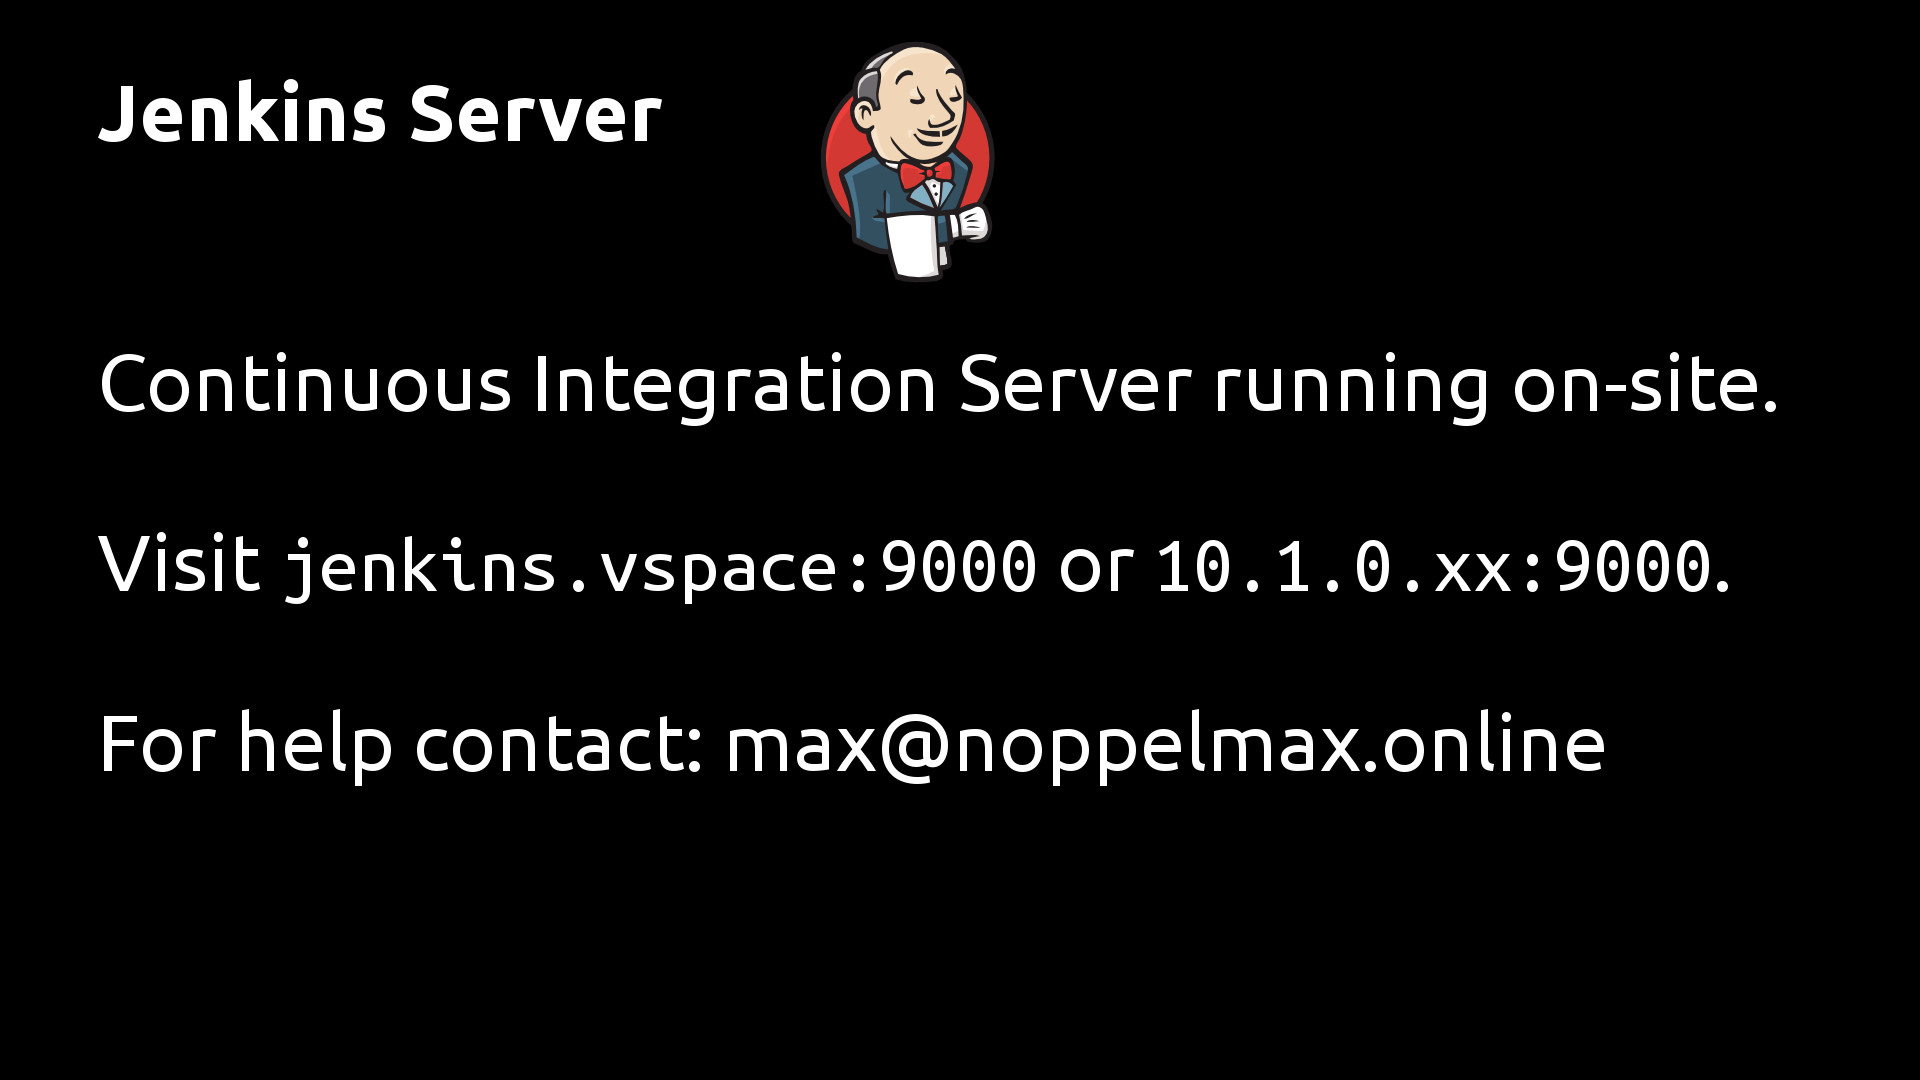 Jenkins Server
Continuous Integration Server running on-site.
Visit jenkins.vspace:9000 or 10.1.0.xx:9000.
For help contact: max@noppelmax.online